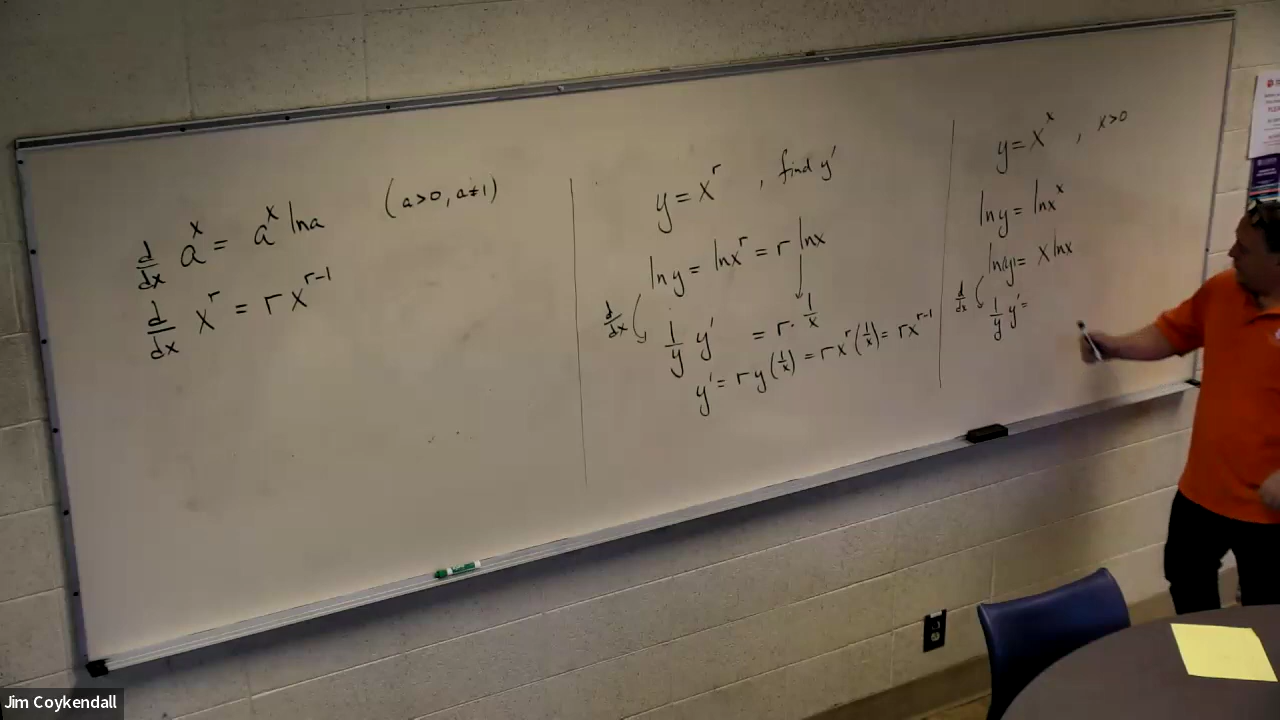 d/dx a^x = a^x ln a (a>0, a≠1)
d/dx x^r = r x^(r-1)
y = x^r , find y'
ln y = ln x^r = r ln x
d/dx
1/y y' = r · 1/x
y' = r y (1/x) = r x^r (1/x) = r x^(r-1)
y = x^x , x>0
ln y = ln x^x
ln y = x ln x
d/dx
1/y y' =
Jim Coykendall